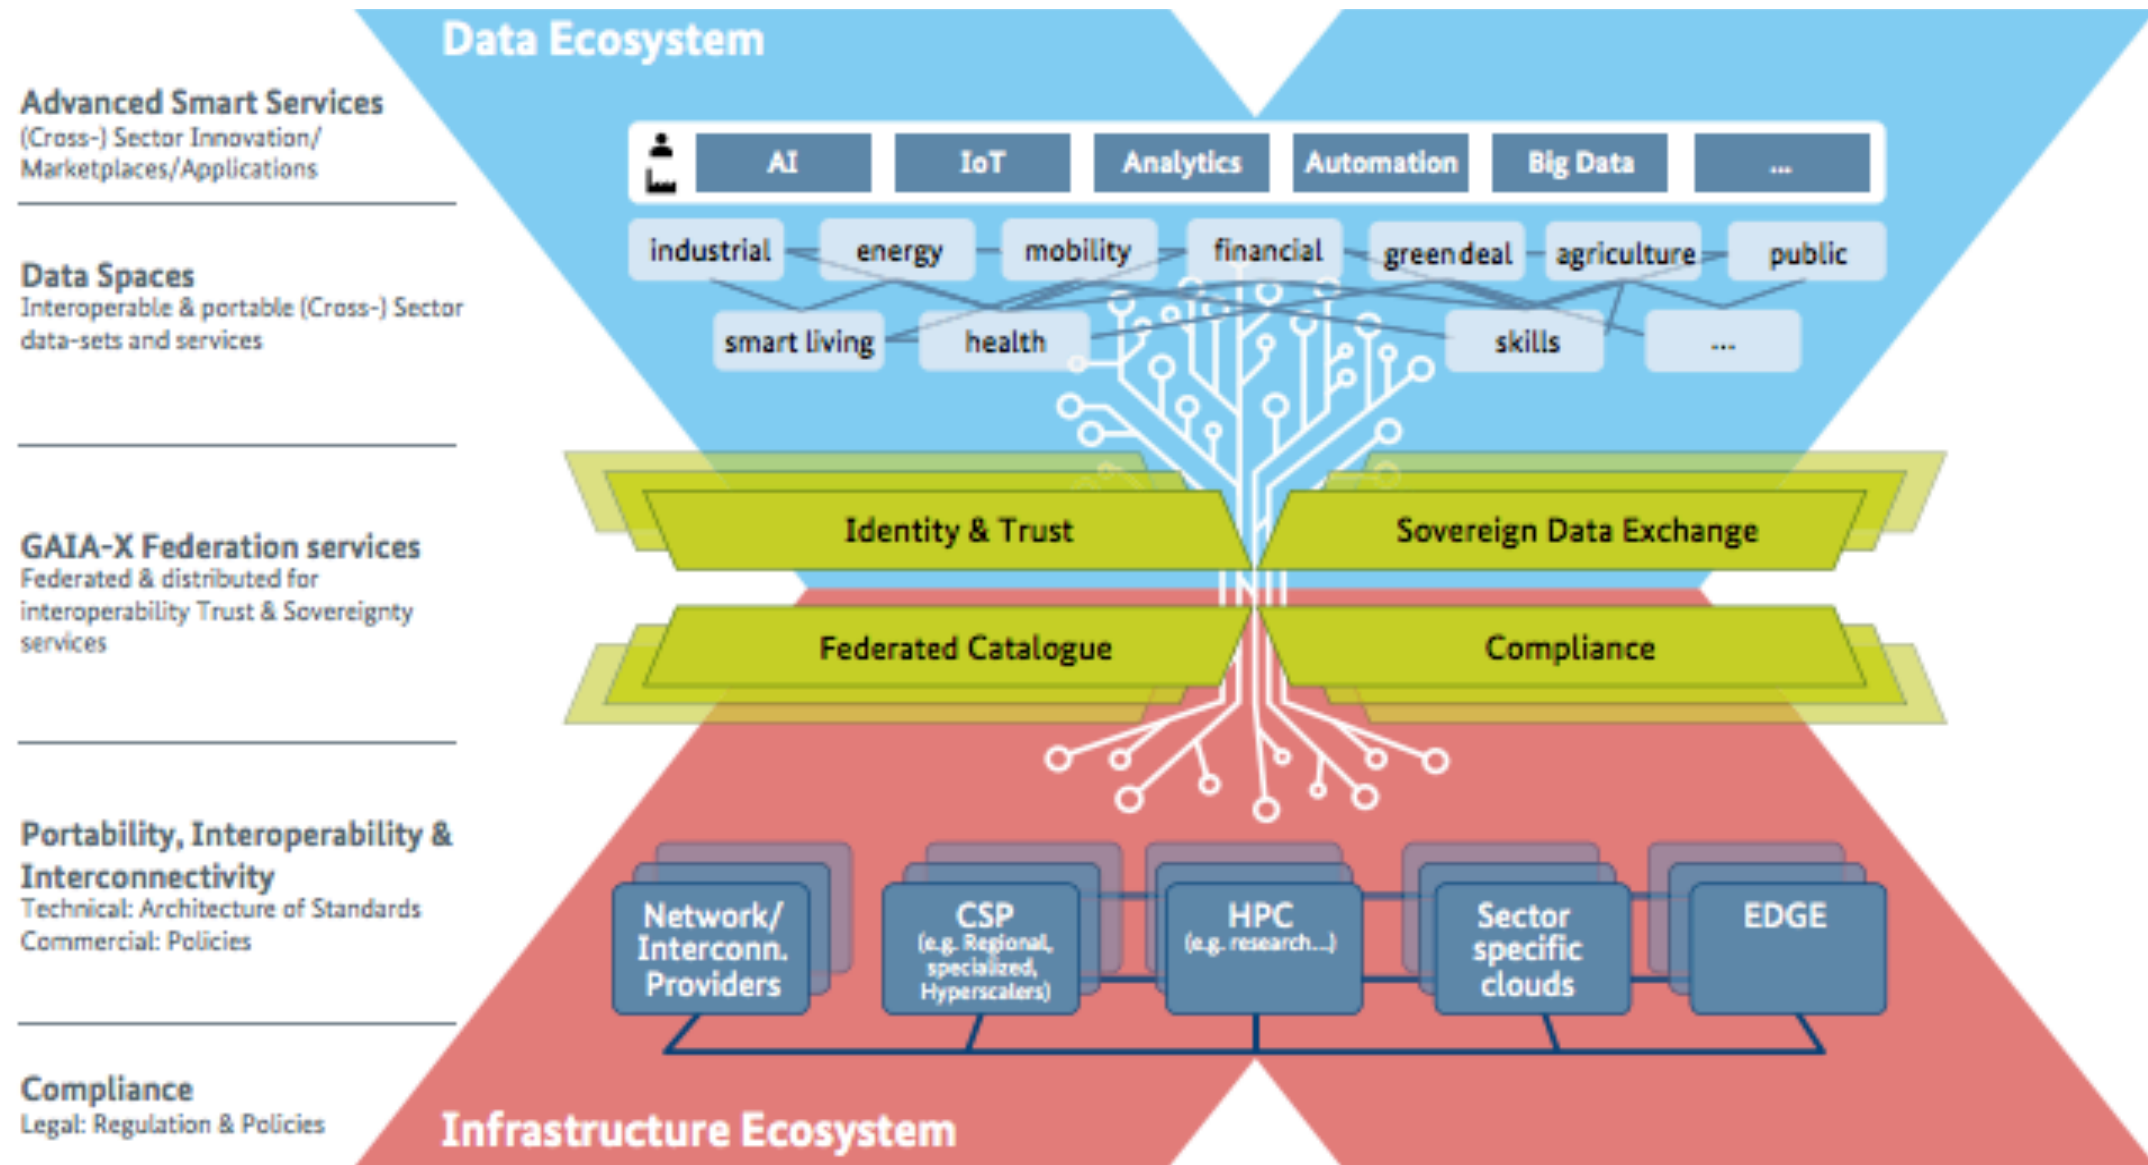 Data Ecosystem
Advanced Smart Services
(Cross-) Sector Innovation/
Marketplaces/Applications
AI
IoT
Analytics
Automation
Big Data
...
Data Spaces
Interoperable & portable (Cross-) Sector
data-sets and services
industrial
energy
mobility
financial
green deal
agriculture
public
smart living
health
skills
...
GAIA-X Federation services
Federated & distributed for
interoperability Trust & Sovereignty
services
Identity & Trust
Sovereign Data Exchange
Federated Catalogue
Compliance
Portability, Interoperability &
Interconnectivity
Technical: Architecture of Standards
Commercial: Policies
Network/
Interconn.
Providers
CSP
(e.g. Regional,
specialized,
Hyperscalers)
HPC
(e.g. research...)
Sector
specific
clouds
EDGE
Compliance
Legal: Regulation & Policies
Infrastructure Ecosystem